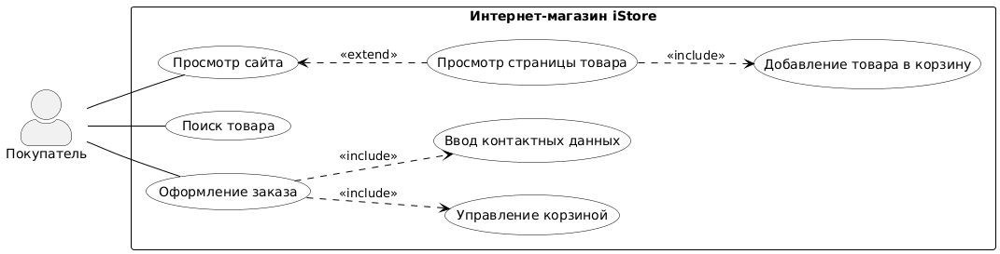 Интернет-магазин iStore
Просмотр сайта
«extend»
Просмотр страницы товара
«include»
Добавление товара в корзину
Поиск товара
Покупатель
Ввод контактных данных
«include»
Оформление заказа
«include»
Управление корзиной